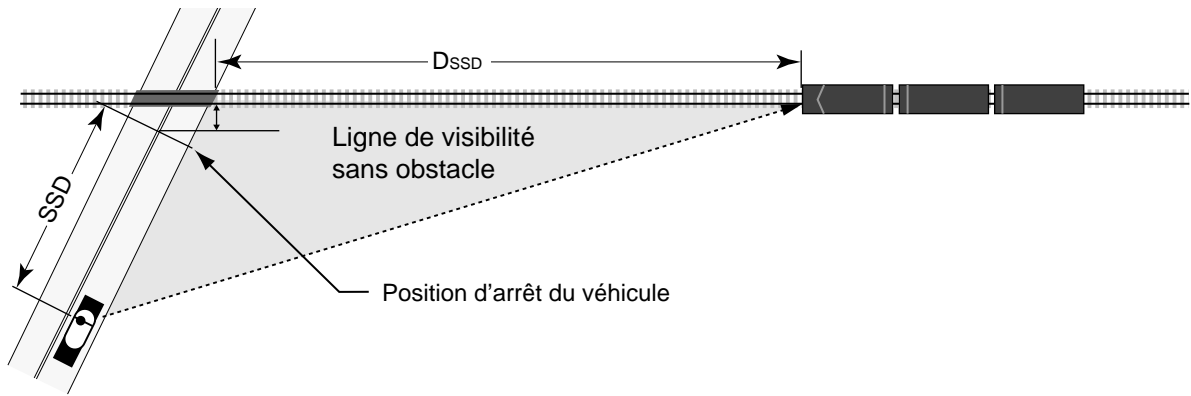 DSSD
Ligne de visibilité
sans obstacle
SSD
Position d’arrêt du véhicule